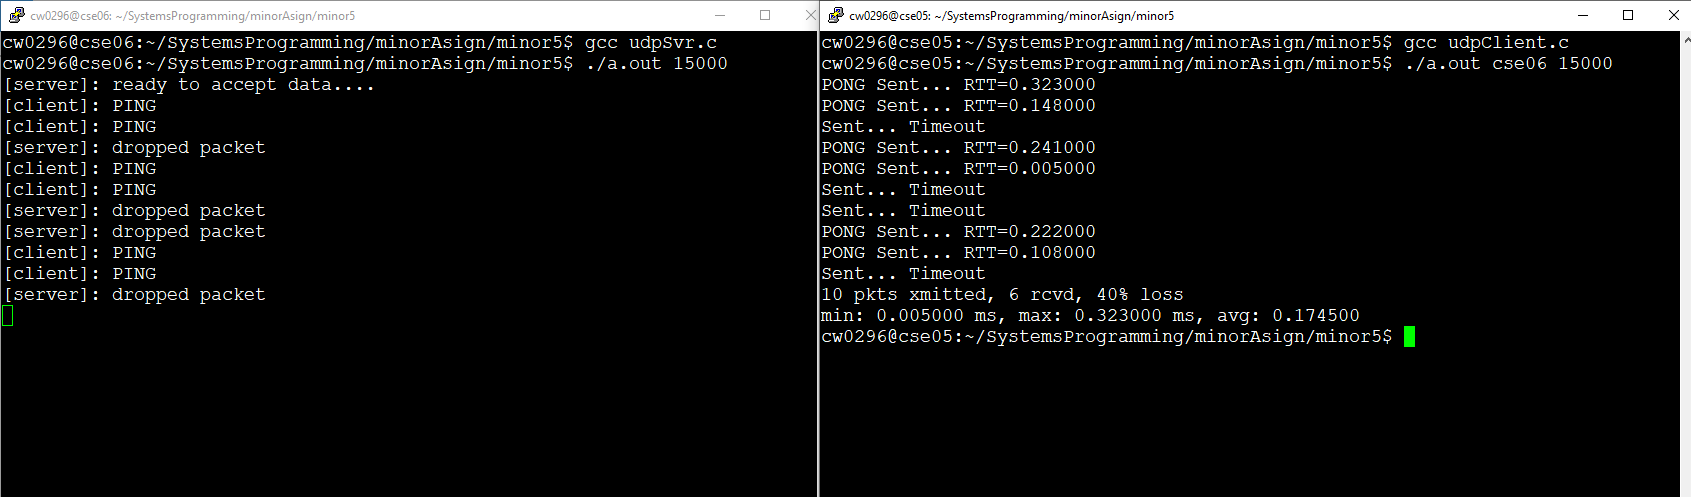 cw0296@cse06: ~/SystemsProgramming/minorAsign/minor5
cw0296@cse06:~/SystemsProgramming/minorAsign/minor5$ gcc udpSvr.c
cw0296@cse06:~/SystemsProgramming/minorAsign/minor5$ ./a.out 15000
[server]: ready to accept data....
[client]: PING
[client]: PING
[server]: dropped packet
[client]: PING
[client]: PING
[server]: dropped packet
[server]: dropped packet
[client]: PING
[client]: PING
[server]: dropped packet
cw0296@cse05: ~/SystemsProgramming/minorAsign/minor5
cw0296@cse05:~/SystemsProgramming/minorAsign/minor5$ gcc udpClient.c
cw0296@cse05:~/SystemsProgramming/minorAsign/minor5$ ./a.out cse06 15000
PONG Sent... RTT=0.323000
PONG Sent... RTT=0.148000
Sent... Timeout
PONG Sent... RTT=0.241000
PONG Sent... RTT=0.005000
Sent... Timeout
Sent... Timeout
PONG Sent... RTT=0.222000
PONG Sent... RTT=0.108000
Sent... Timeout
10 pkts xmitted, 6 rcvd, 40% loss
min: 0.005000 ms, max: 0.323000 ms, avg: 0.174500
cw0296@cse05:~/SystemsProgramming/minorAsign/minor5$